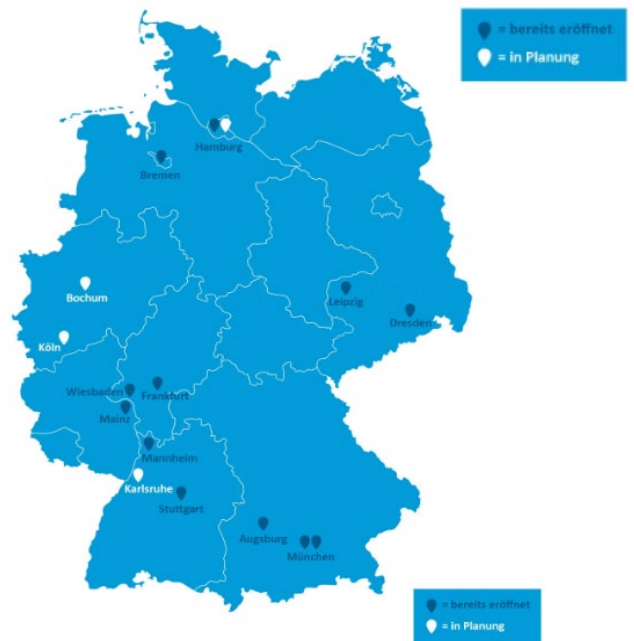 = bereits eröffnet
= in Planung
Hamburg
Bremen
Bochum
Leipzig
Dresden
Köln
Wiesbaden
Frankfurt
Mainz
Mannheim
Karlsruhe
Stuttgart
Augsburg
München
= bereits eröffnet
= in Planung